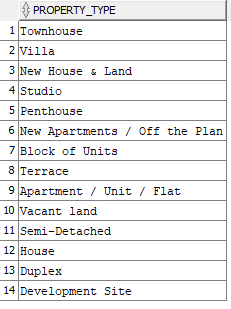 PROPERTY_TYPE
1 Townhouse
2 Villa
3 New House & Land
4 Studio
5 Penthouse
6 New Apartments / Off the Plan
7 Block of Units
8 Terrace
9 Apartment / Unit / Flat
10 Vacant land
11 Semi-Detached
12 House
13 Duplex
14 Development Site